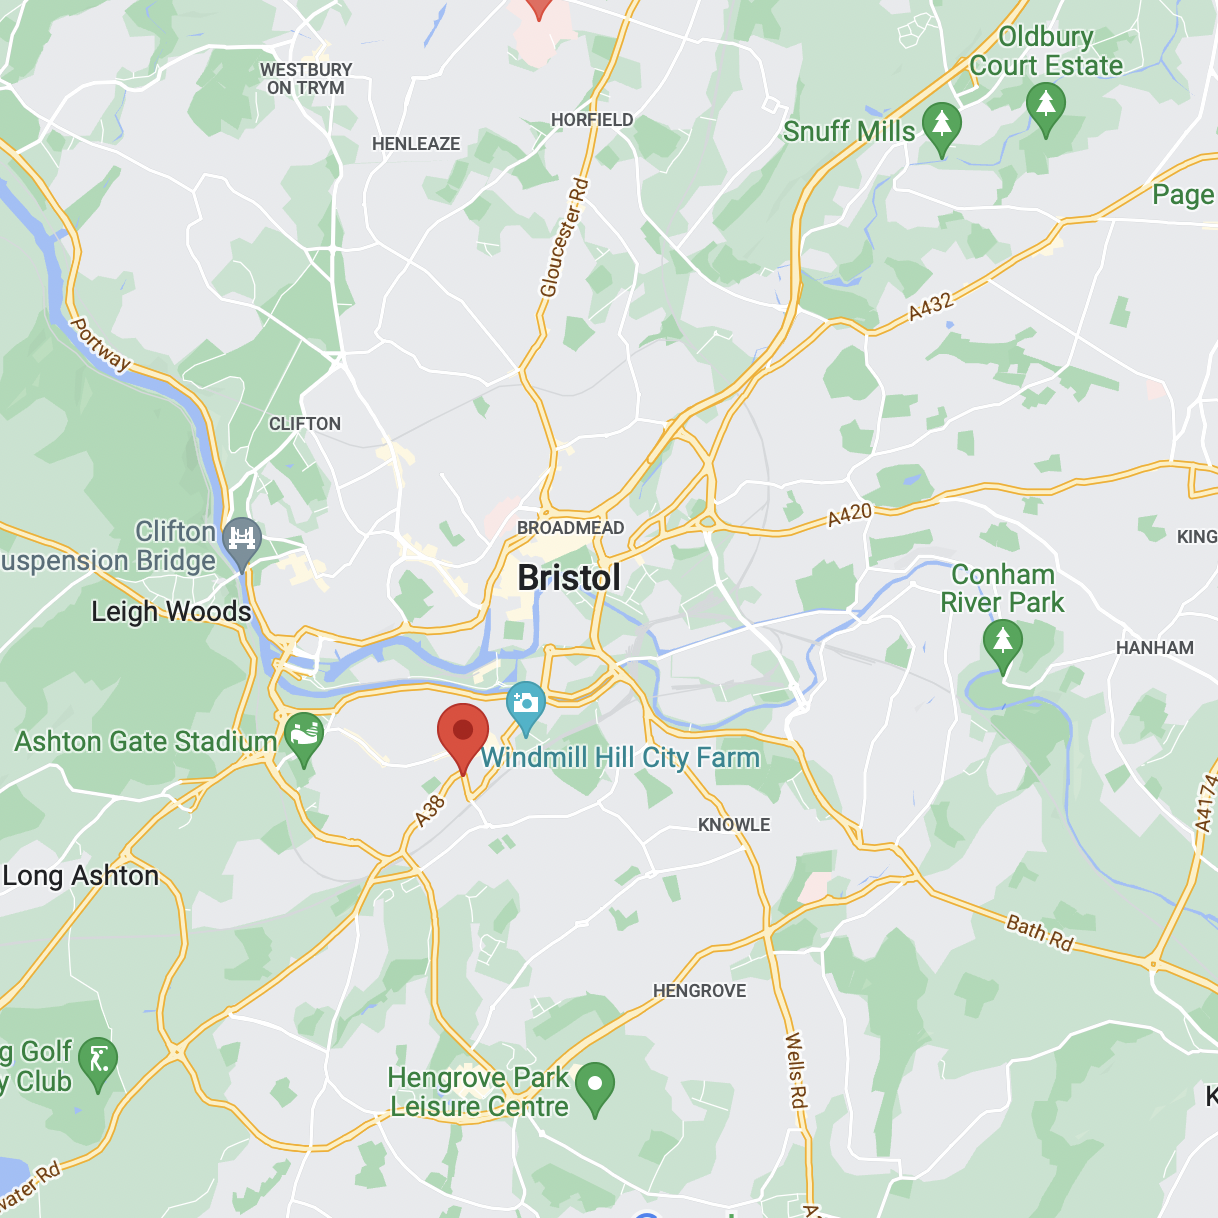 Oldbury
Court Estate
WESTBURY
ON TRYM
HORFIELD
Snuff Mills
HENLEAZE
Page
Gloucester Rd
A432
Portway
CLIFTON
A420
BROADMEAD
Clifton
uspension Bridge
KING
Bristol
Conham
River Park
Leigh Woods
HANHAM
Ashton Gate Stadium
Windmill Hill City Farm
A38
A4174
KNOWLE
Long Ashton
Bath Rd
HENGROVE
g Golf
y Club
Wells Rd
Hengrove Park
Leisure Centre
K
water Rd